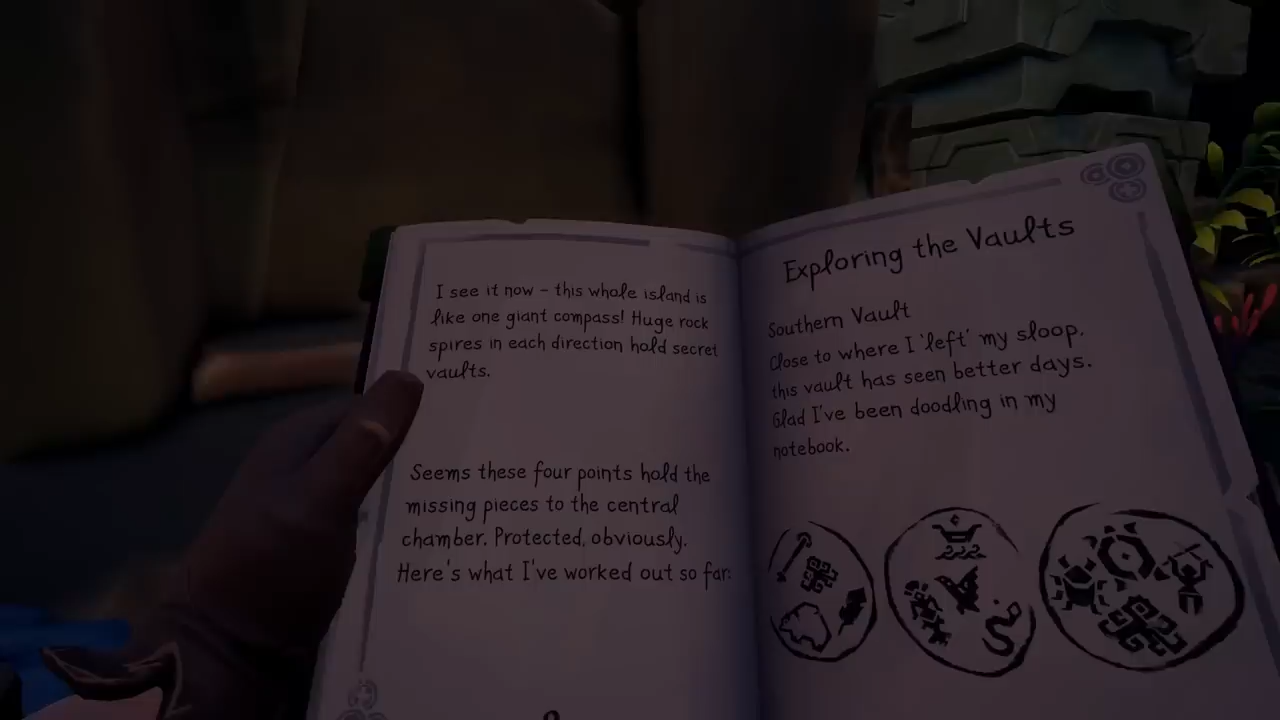 I see it now - this whole island is
like one giant compass! Huge rock
spires in each direction hold secret
vaults.
Seems these four points hold the
missing pieces to the central
chamber. Protected, obviously.
Here's what I've worked out so far:
Exploring the Vaults
Southern Vault
Close to where I 'left' my sloop,
this vault has seen better days.
Glad I've been doodling in my
notebook.